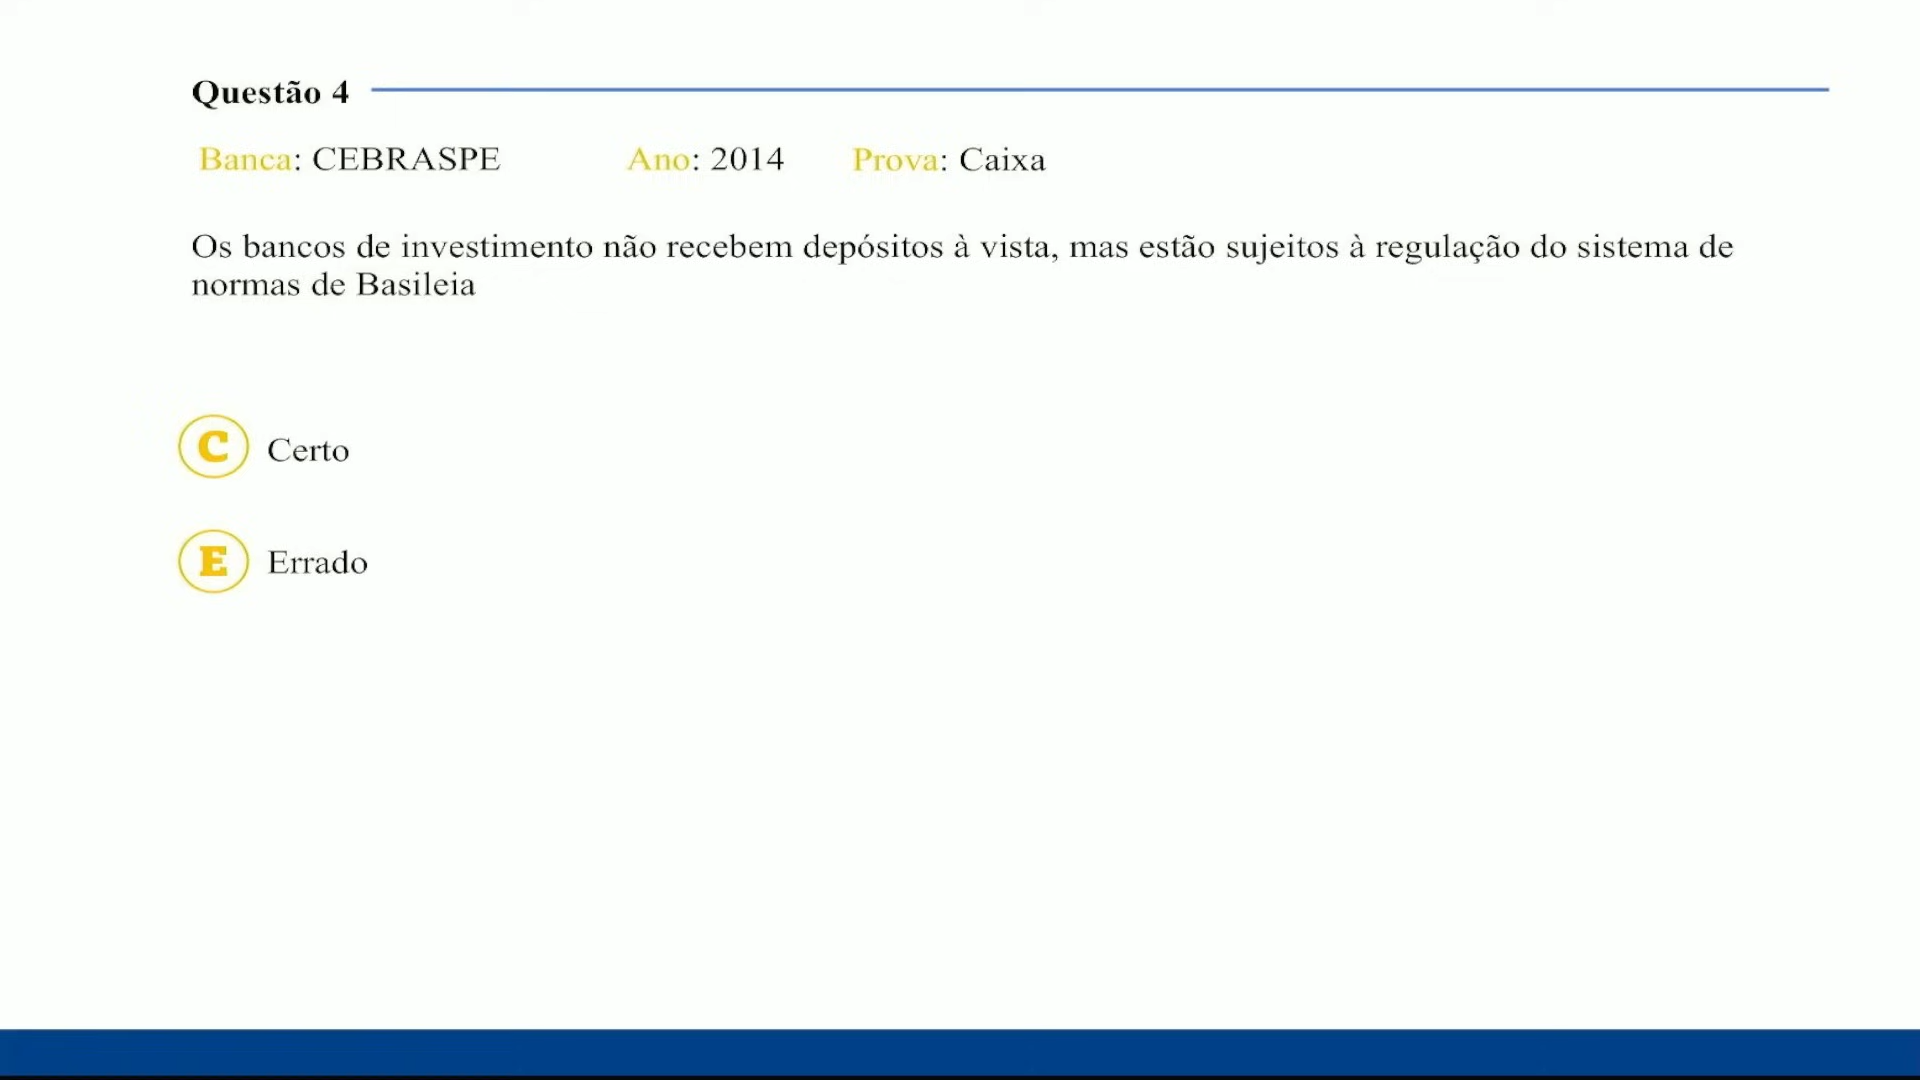 Questão 4
Banca: CEBRASPE Ano: 2014 Prova: Caixa
Os bancos de investimento não recebem depósitos à vista, mas estão sujeitos à regulação do sistema de
normas de Basileia
C Certo
E Errado